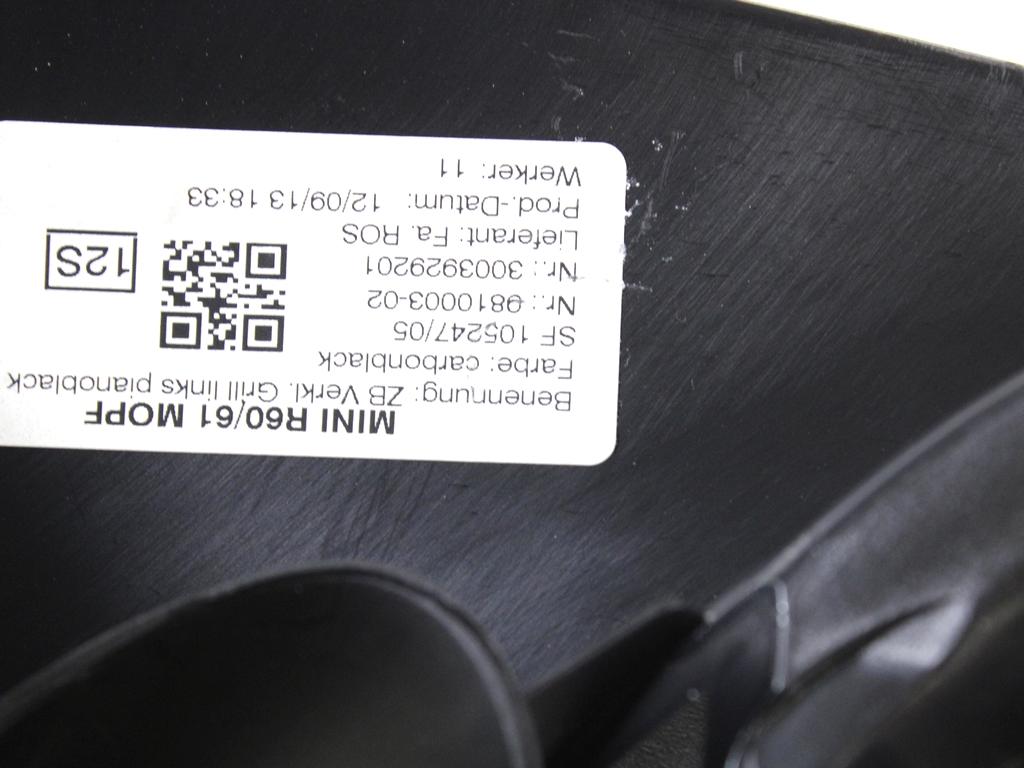 MINI R60/61 MOPF
Benennung: ZB Verkl. Grill links pianoblack
Farbe: carbonblack
SF 105247/05
Nr.: 9810003-02
Nr.: 3003929201
Lieferant: Fa. ROS
Prod.-Datum: 12/09/13 18:33
Werker: 11
12S